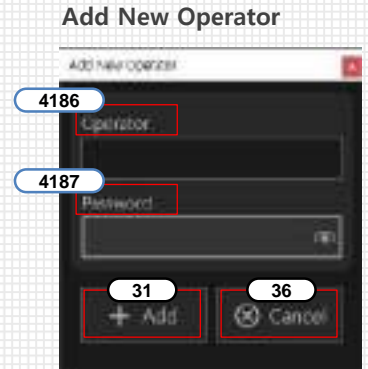 Add New Operator
Add New Operator
4186
Operator
4187
Password
31
36
Add
Cancel